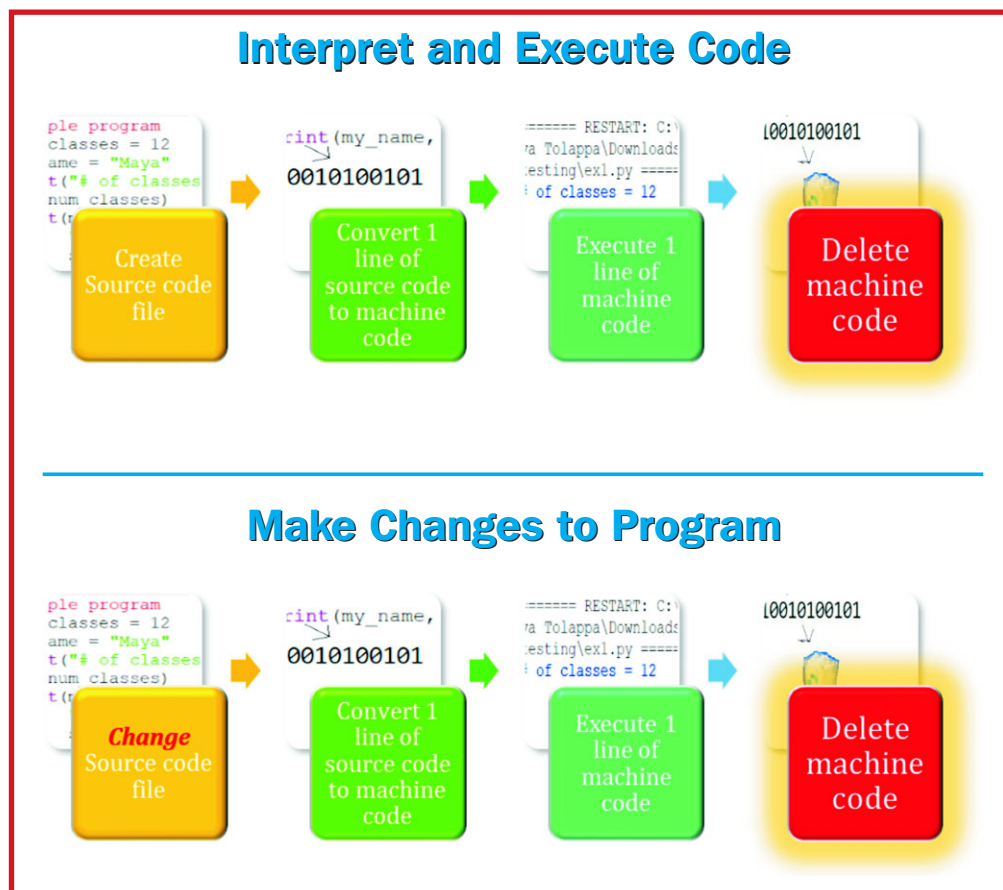 Interpret and Execute Code
ple program
classes = 12
ame = "Maya"
t("# of classes
num classes)
Create
Source code
file
rint(my_name,
0010100101
Convert 1
line of
source code
to machine
code
====== RESTART: C:\
va Tolappa\Downloads
testing\ex1.py =====
# of classes = 12
Execute 1
line of
machine
code
10010100101
Delete
machine
code
Make Changes to Program
ple program
classes = 12
ame = "Maya"
t("# of classes
num classes)
Change
Source code
file
rint(my_name,
0010100101
Convert 1
line of
source code
to machine
code
====== RESTART: C:\
va Tolappa\Downloads
testing\ex1.py =====
# of classes = 12
Execute 1
line of
machine
code
10010100101
Delete
machine
code